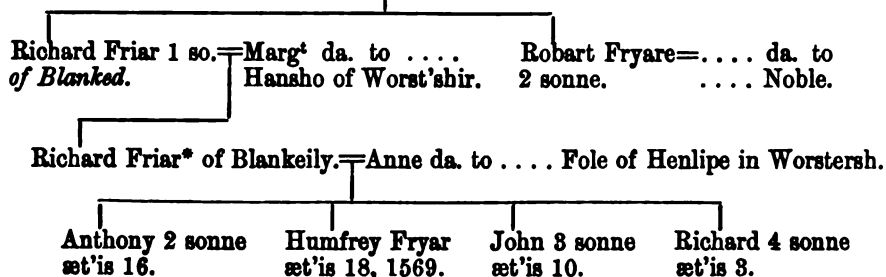 Richard Friar 1 so.=Margt da. to .... Robart Fryare=.... da. to
of Blanked. Hansho of Worst'shir. 2 sonne. .... Noble.
Richard Friar* of Blankeily.=Anne da. to .... Fole of Henlipe in Worstersh.
Anthony 2 sonne Humfrey Fryar John 3 sonne Richard 4 sonne
æt'is 16. æt'is 18, 1569. æt'is 10. æt'is 3.